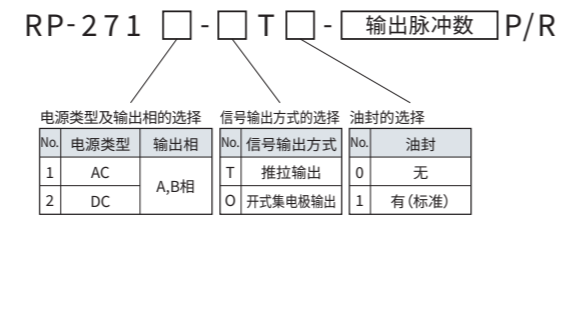 RP-271 □ - □ T □ - 输出脉冲数 P/R
电源类型及输出相的选择 信号输出方式的选择 油封的选择
No. 电源类型 输出相 No. 信号输出方式 No. 油封
1 AC A,B相 T 推拉输出 0 无
2 DC O 开式集电极输出 1 有(标准)